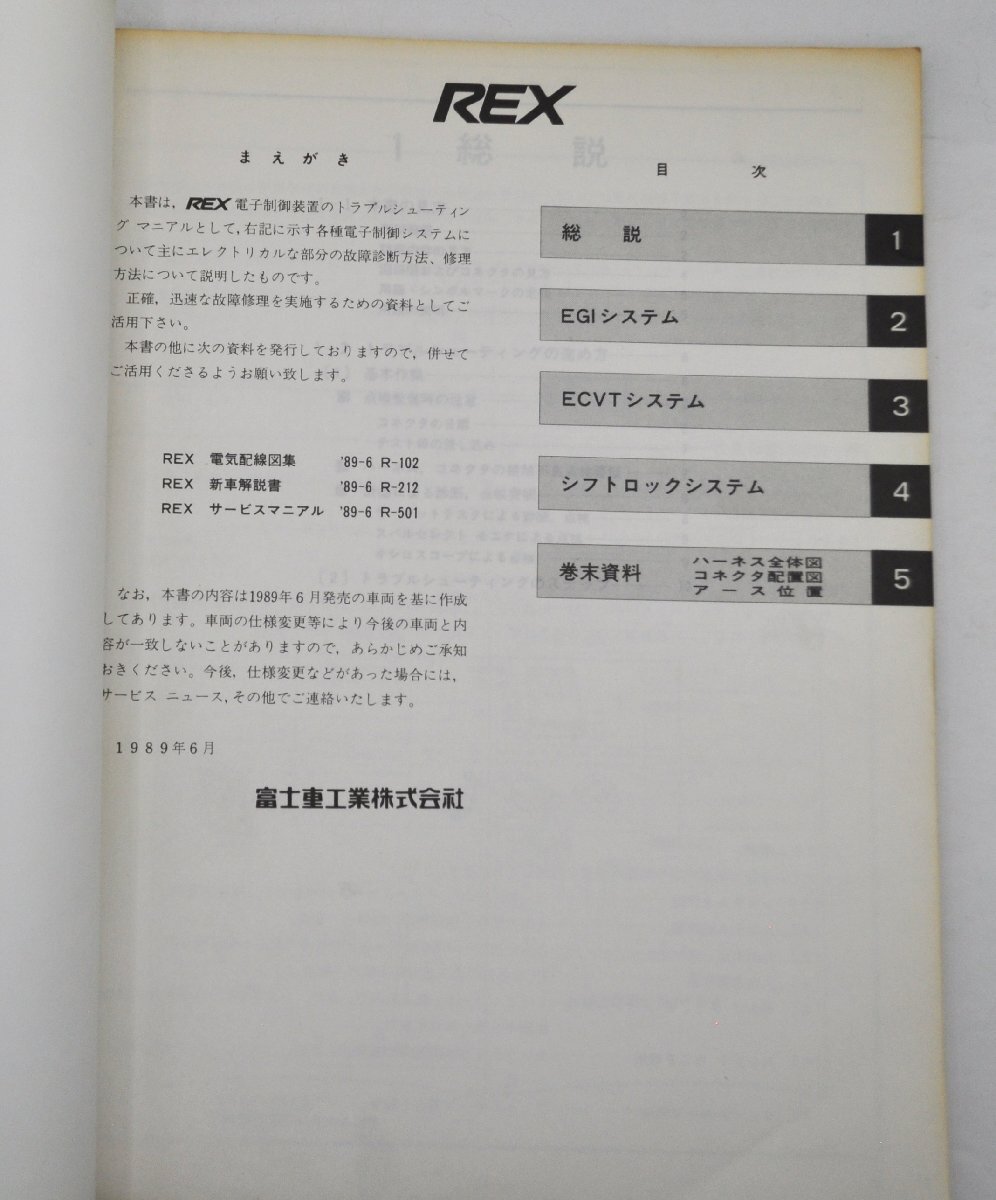 REX
まえがき
本書は，REX 電子制御装置のトラブルシューティン
グ マニアルとして，右記に示す各種電子制御システムに
ついて主にエレクトリカルな部分の故障診断方法、修理
方法について説明したものです。
正確，迅速な故障修理を実施するための資料としてご
活用下さい。
本書の他に次の資料を発行しておりますので，併せて
ご活用くださるようお願い致します。
REX 電気配線図集 '89-6 R-102
REX 新車解説書 '89-6 R-212
REX サービスマニアル '89-6 R-501
なお，本書の内容は1989年6月発売の車両を基に作成
してあります。車両の仕様変更等により今後の車両と内
容が一致しないことがありますので，あらかじめご承知
おきください。今後，仕様変更などがあった場合には，
サービス ニュース，その他でご連絡いたします。
1989年6月
富士重工業株式会社
目 次
総 説 1
EGIシステム 2
ECVTシステム 3
シフトロックシステム 4
巻末資料 ハーネス全体図
コネクタ配置図 5
アース位置